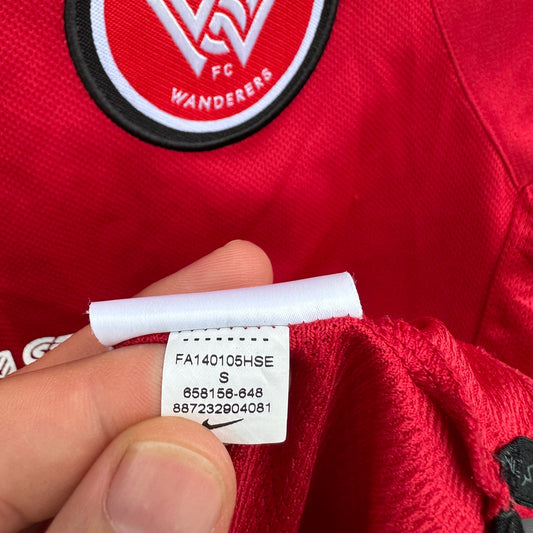 W
FC
WANDERERS
FA140105HSE
S
658156-648
887232904081